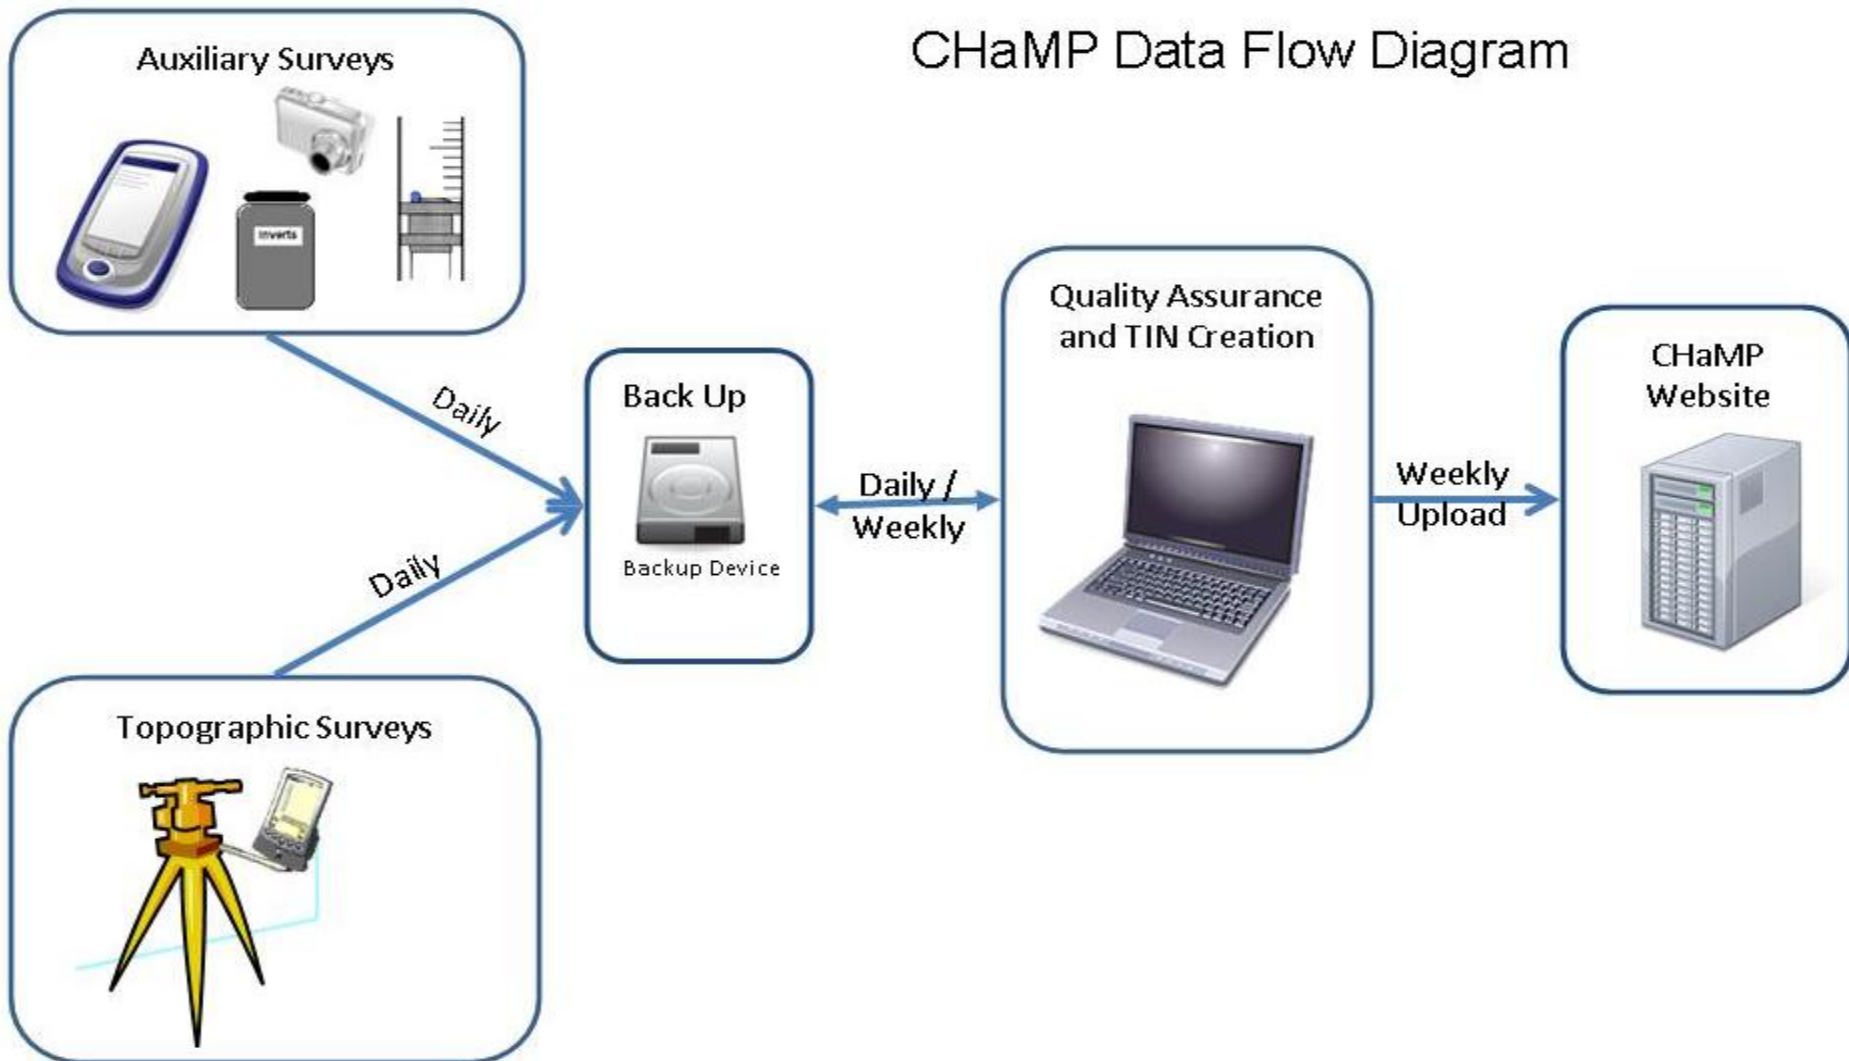 CHaMP Data Flow Diagram
Auxiliary Surveys
Inverts
Daily
Daily
Back Up
Backup Device
Daily /
Weekly
Quality Assurance
and TIN Creation
Weekly
Upload
CHaMP
Website
Topographic Surveys